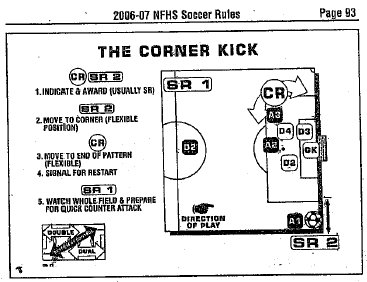 2006-07 NFHS Soccer Rules Page 93
THE CORNER KICK
CR SR 2
1. INDICATE & AWARD (USUALLY SR)
SR 2
2. MOVE TO CORNER (FLEXIBLE
POSITION)
CR
3. MOVE TO END OF PATTERN
(FLEXIBLE)
4. SIGNAL FOR RESTART
SR 1
5. WATCH WHOLE FIELD & PREPARE
FOR QUICK COUNTER ATTACK
DOUBLE
DUAL
SR 1
CR
A3
D4 D3
D2 A2 GK
D2
DIRECTION
OF PLAY
A1
SR 2